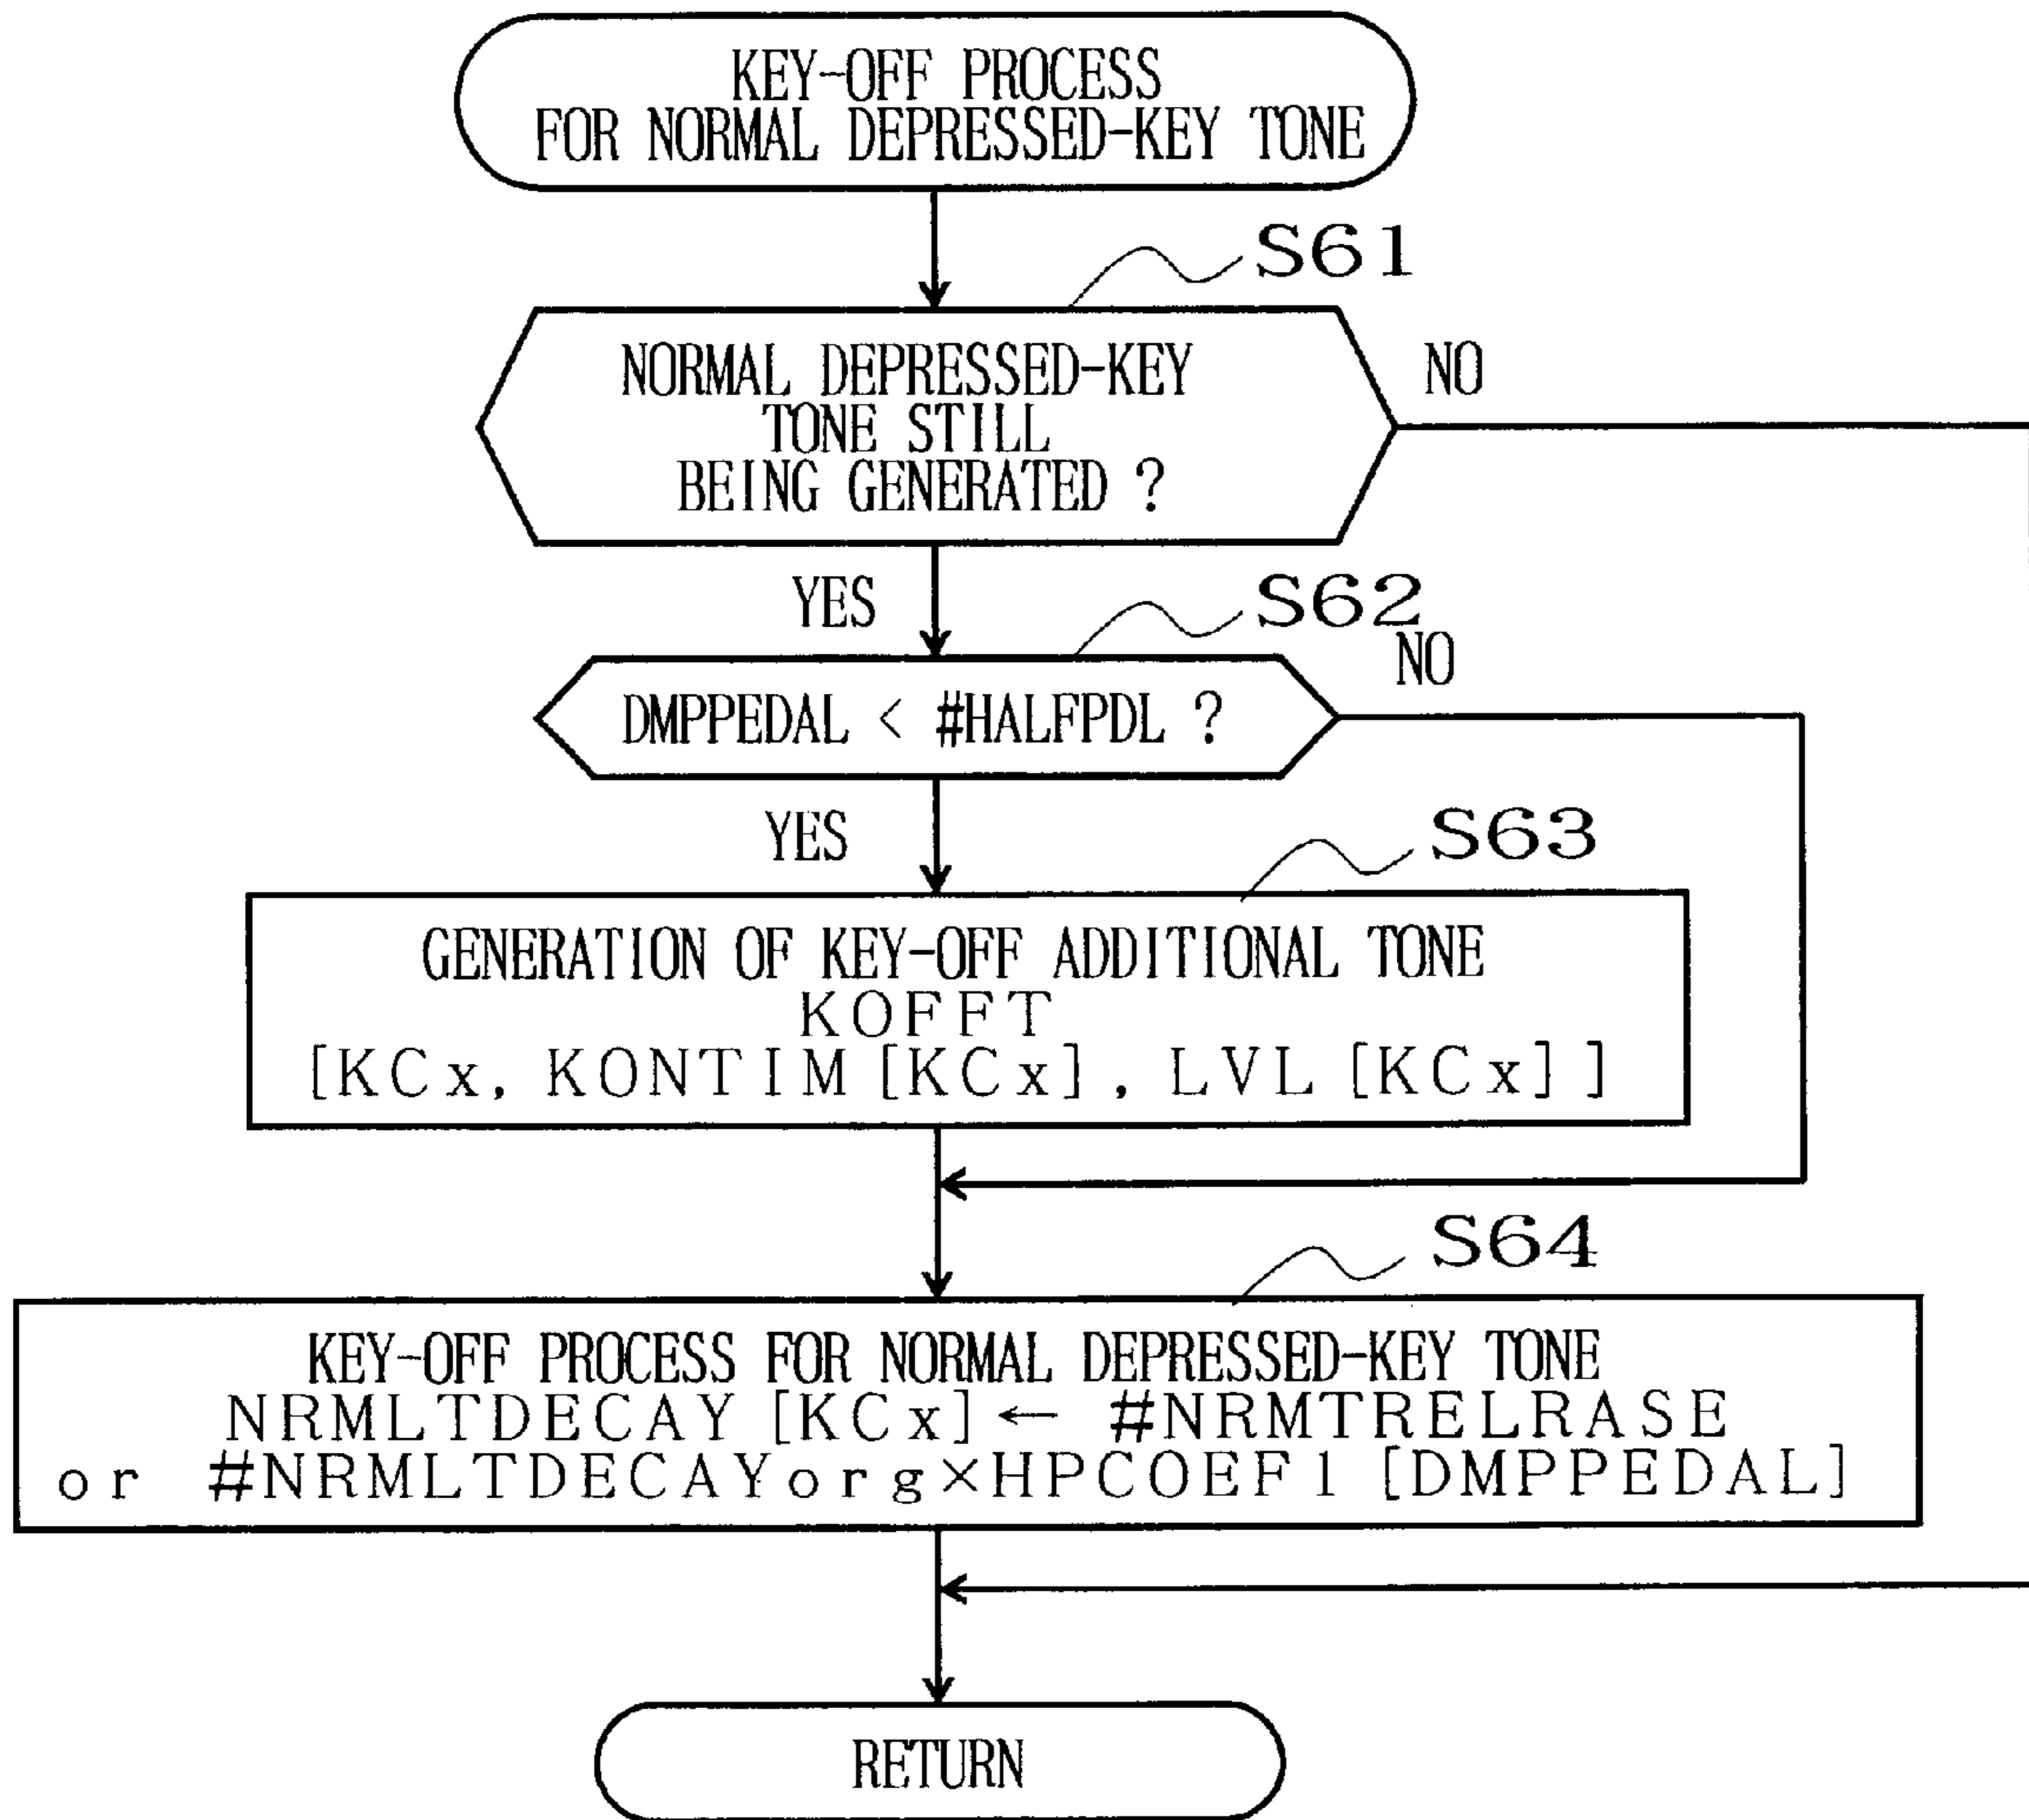 KEY-OFF PROCESS
FOR NORMAL DEPRESSED-KEY TONE
S61
NORMAL DEPRESSED-KEY
TONE STILL
BEING GENERATED ?
NO
YES
S62
NO
DMPPEDAL < #HALFPDL ?
YES
S63
GENERATION OF KEY-OFF ADDITIONAL TONE
KOFFT
[KCx, KONTIM [KCx], LVL [KCx] ]
S64
KEY-OFF PROCESS FOR NORMAL DEPRESSED-KEY TONE
NRMLTDECAY [KCx] ← #NRMTRELRASE
or #NRMLTDECAYorg×HPCOEF1 [DMPPEDAL]
RETURN